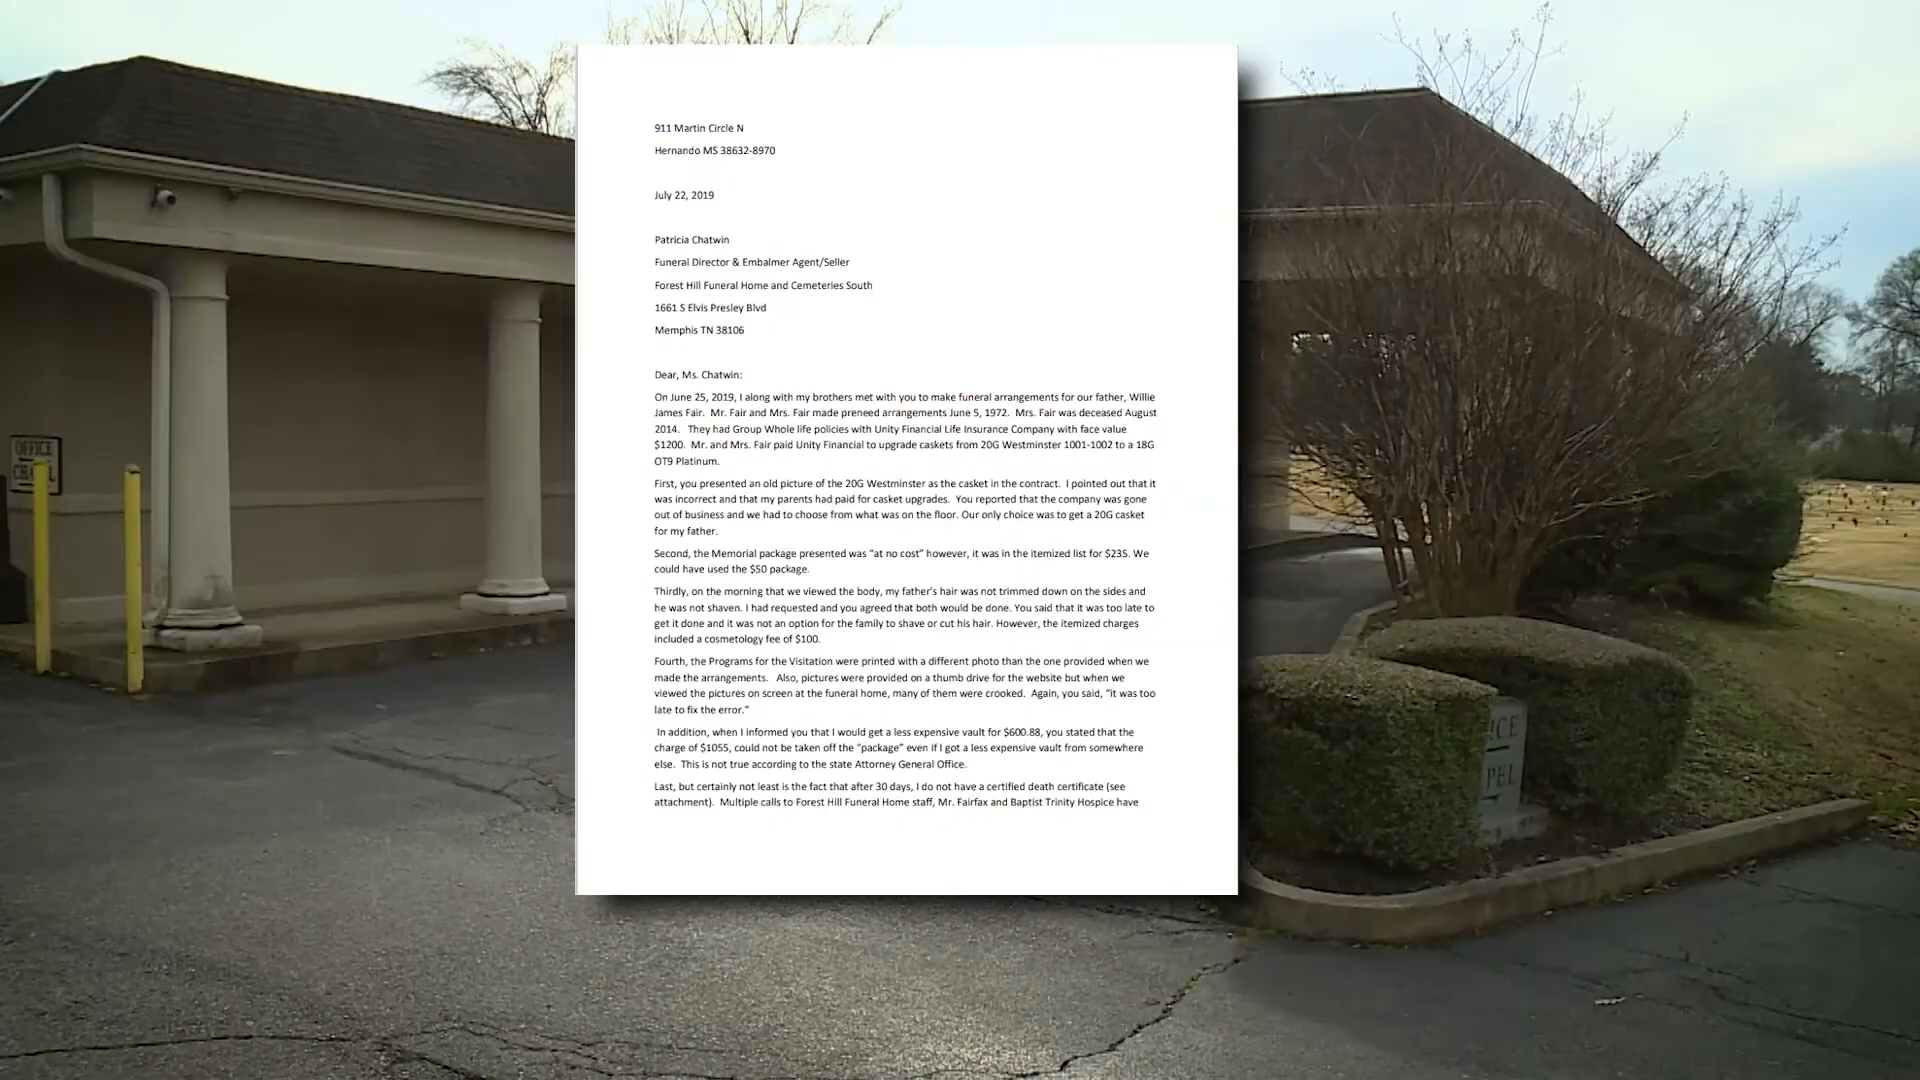 911 Martin Circle N
Hernando MS 38632-8970
July 22, 2019
Patricia Chatwin
Funeral Director & Embalmer Agent/Seller
Forest Hill Funeral Home and Cemeteries South
1661 S Elvis Presley Blvd
Memphis TN 38106
Dear, Ms. Chatwin:
On June 25, 2019, I along with my brothers met with you to make funeral arrangements for our father, Willie
James Fair.  Mr. Fair and Mrs. Fair made preneed arrangements June 5, 1972.  Mrs. Fair was deceased August
2014.   They had Group Whole life policies with Unity Financial Life Insurance Company with face value
$1200.  Mr. and Mrs. Fair paid Unity Financial to upgrade caskets from 20G Westminster 1001-1002 to a 18G
OT9 Platinum.
First, you presented an old picture of the 20G Westminster as the casket in the contract.  I pointed out that it
was incorrect and that my parents had paid for casket upgrades.  You reported that the company was gone
out of business and we had to choose from what was on the floor. Our only choice was to get a 20G casket
for my father.
Second, the Memorial package presented was “at no cost” however, it was in the itemized list for $235. We
could have used the $50 package.
Thirdly, on the morning that we viewed the body, my father’s hair was not trimmed down on the sides and
he was not shaven. I had requested and you agreed that both would be done. You said that it was too late to
get it done and it was not an option for the family to shave or cut his hair. However, the itemized charges
included a cosmetology fee of $100.
Fourth, the Programs for the Visitation were printed with a different photo than the one provided when we
made the arrangements.   Also, pictures were provided on a thumb drive for the website but when we
viewed the pictures on screen at the funeral home, many of them were crooked.  Again, you said, “it was too
late to fix the error.”
In addition, when I informed you that I would get a less expensive vault for $600.88, you stated that the
charge of $1055, could not be taken off the “package” even if I got a less expensive vault from somewhere
else.  This is not true according to the state Attorney General Office.
Last, but certainly not least is the fact that after 30 days, I do not have a certified death certificate (see
attachment).  Multiple calls to Forest Hill Funeral Home staff, Mr. Fairfax and Baptist Trinity Hospice have
OFFICE